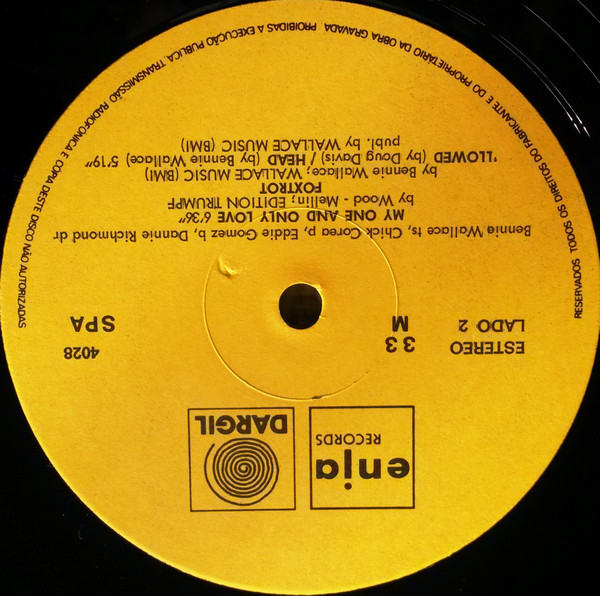 enja
RECORDS
DARGIL
ESTEREO
LADO 2
33
M
4028
SPA
Bennie Wallace ts, Chick Corea p, Eddie Gomez b, Dannie Richmond dr
MY ONE AND ONLY LOVE 6'36"
by Wood - Mellin; EDITION TRUMPF
FOXTROT
by Bennie Wallace; WALLACE MUSIC (BMI)
'LLOWED (by Doug Davis) / HEAD (by Bennie Wallace) 5'19"
publ. by WALLACE MUSIC (BMI)
RESERVADOS TODOS OS DIREITOS DO FABRICANTE E DO PROPRIETÁRIO DA OBRA GRAVADA PROIBIDAS A EXECUÇÃO PUBLICA, TRANSMISSÃO RADIOFONICA E COPIA DESTE DISCO NÃO AUTORIZADAS